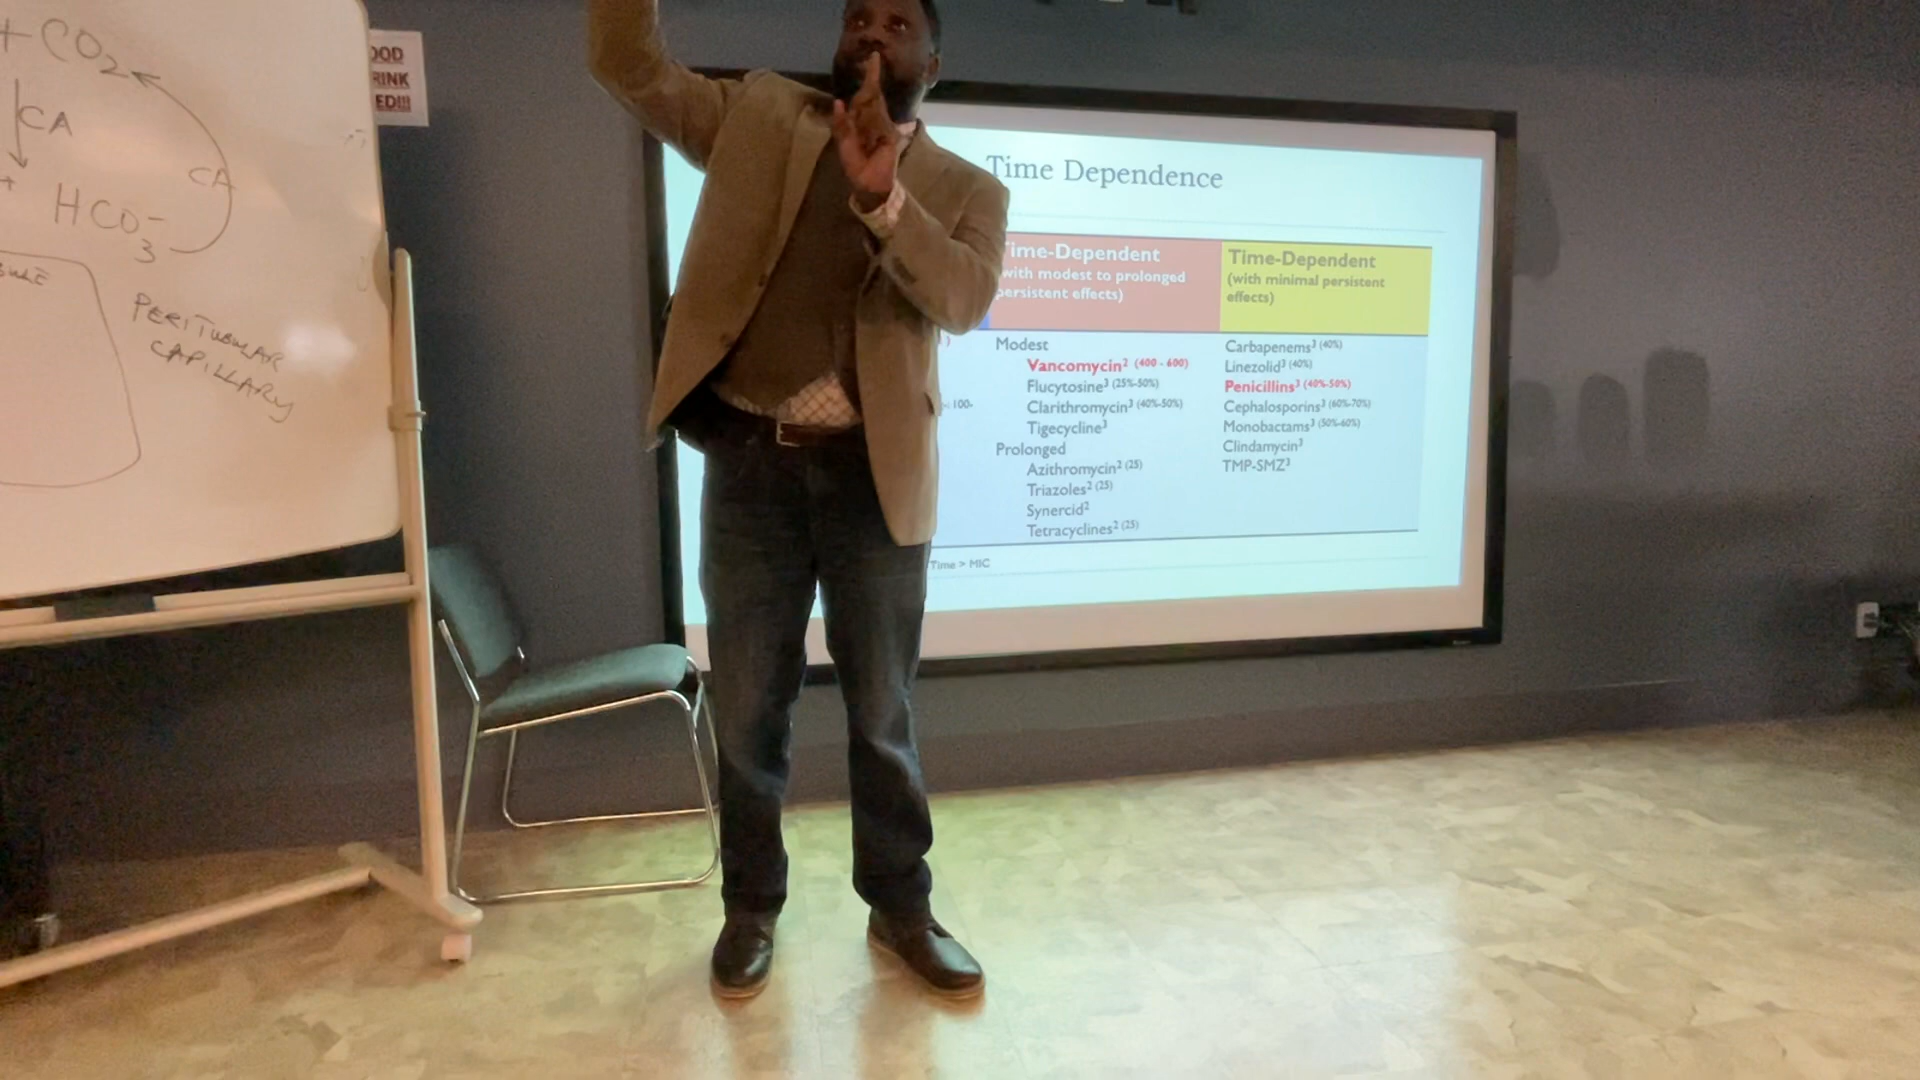 + CO2
CA
CA
+ HCO3-
PERITUBULAR
CAPILLARY
OOD
RINK
ED!!!
Time Dependence
Time-Dependent
with modest to prolonged
persistent effects)
Time-Dependent
(with minimal persistent
effects)
Modest
Vancomycin² (400 - 600)
Flucytosine³ (25%-50%)
Clarithromycin³ (40%-50%)
Tigecycline³
Prolonged
Azithromycin² (25)
Triazoles² (25)
Synercid²
Tetracyclines² (25)
Carbapenems³ (40%)
Linezolid³ (40%)
Penicillins³ (40%-50%)
Cephalosporins³ (60%-70%)
Monobactams³ (50%-60%)
Clindamycin³
TMP-SMZ³
100-
Time > MIC